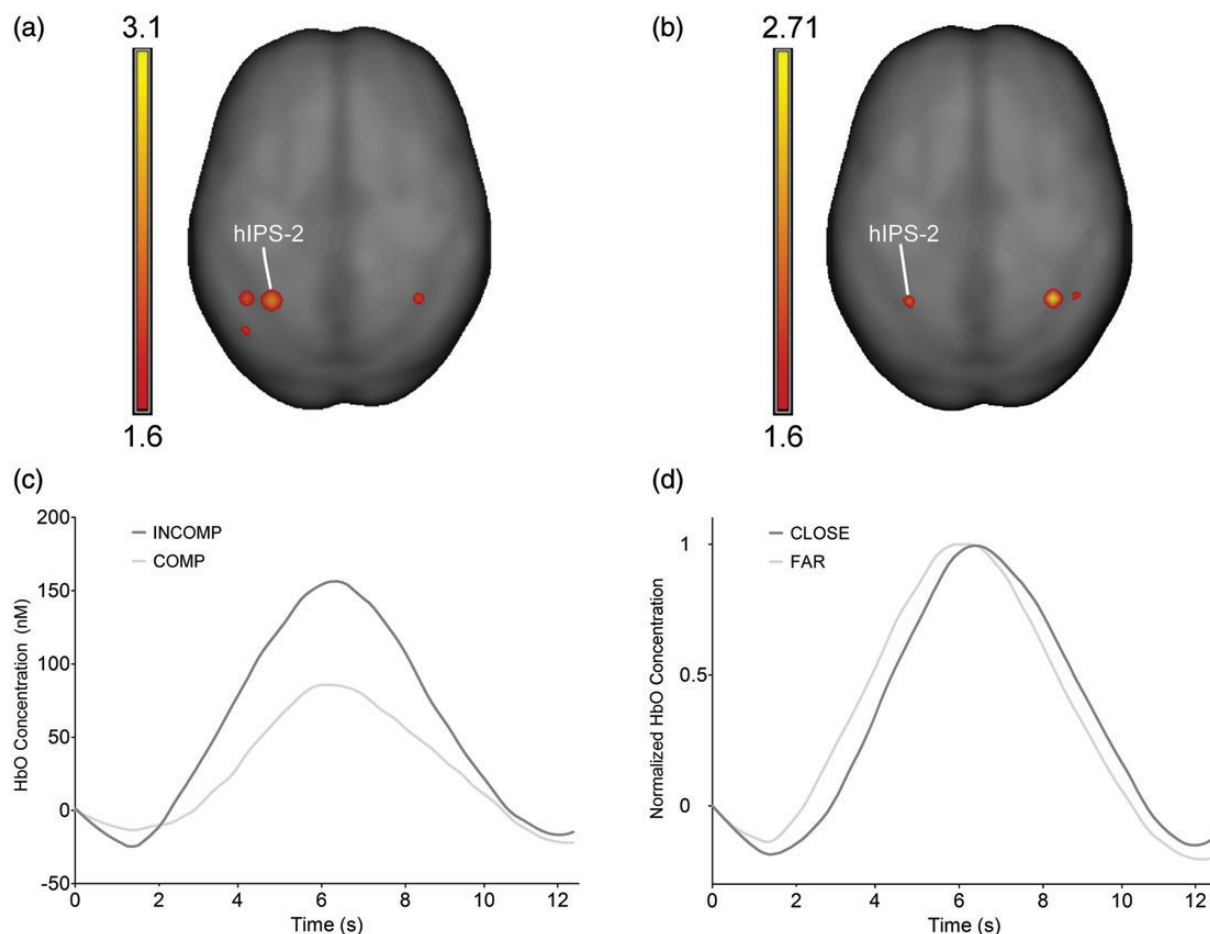 (a)
3.1
hIPS-2
1.6
(b)
2.71
hIPS-2
1.6
(c)
200
150
100
50
0
-50
HbO Concentration (nM)
INCOMP
COMP
0 2 4 6 8 10 12
Time (s)
(d)
1
0.5
0
Normalized HbO Concentration
CLOSE
FAR
0 2 4 6 8 10 12
Time (s)